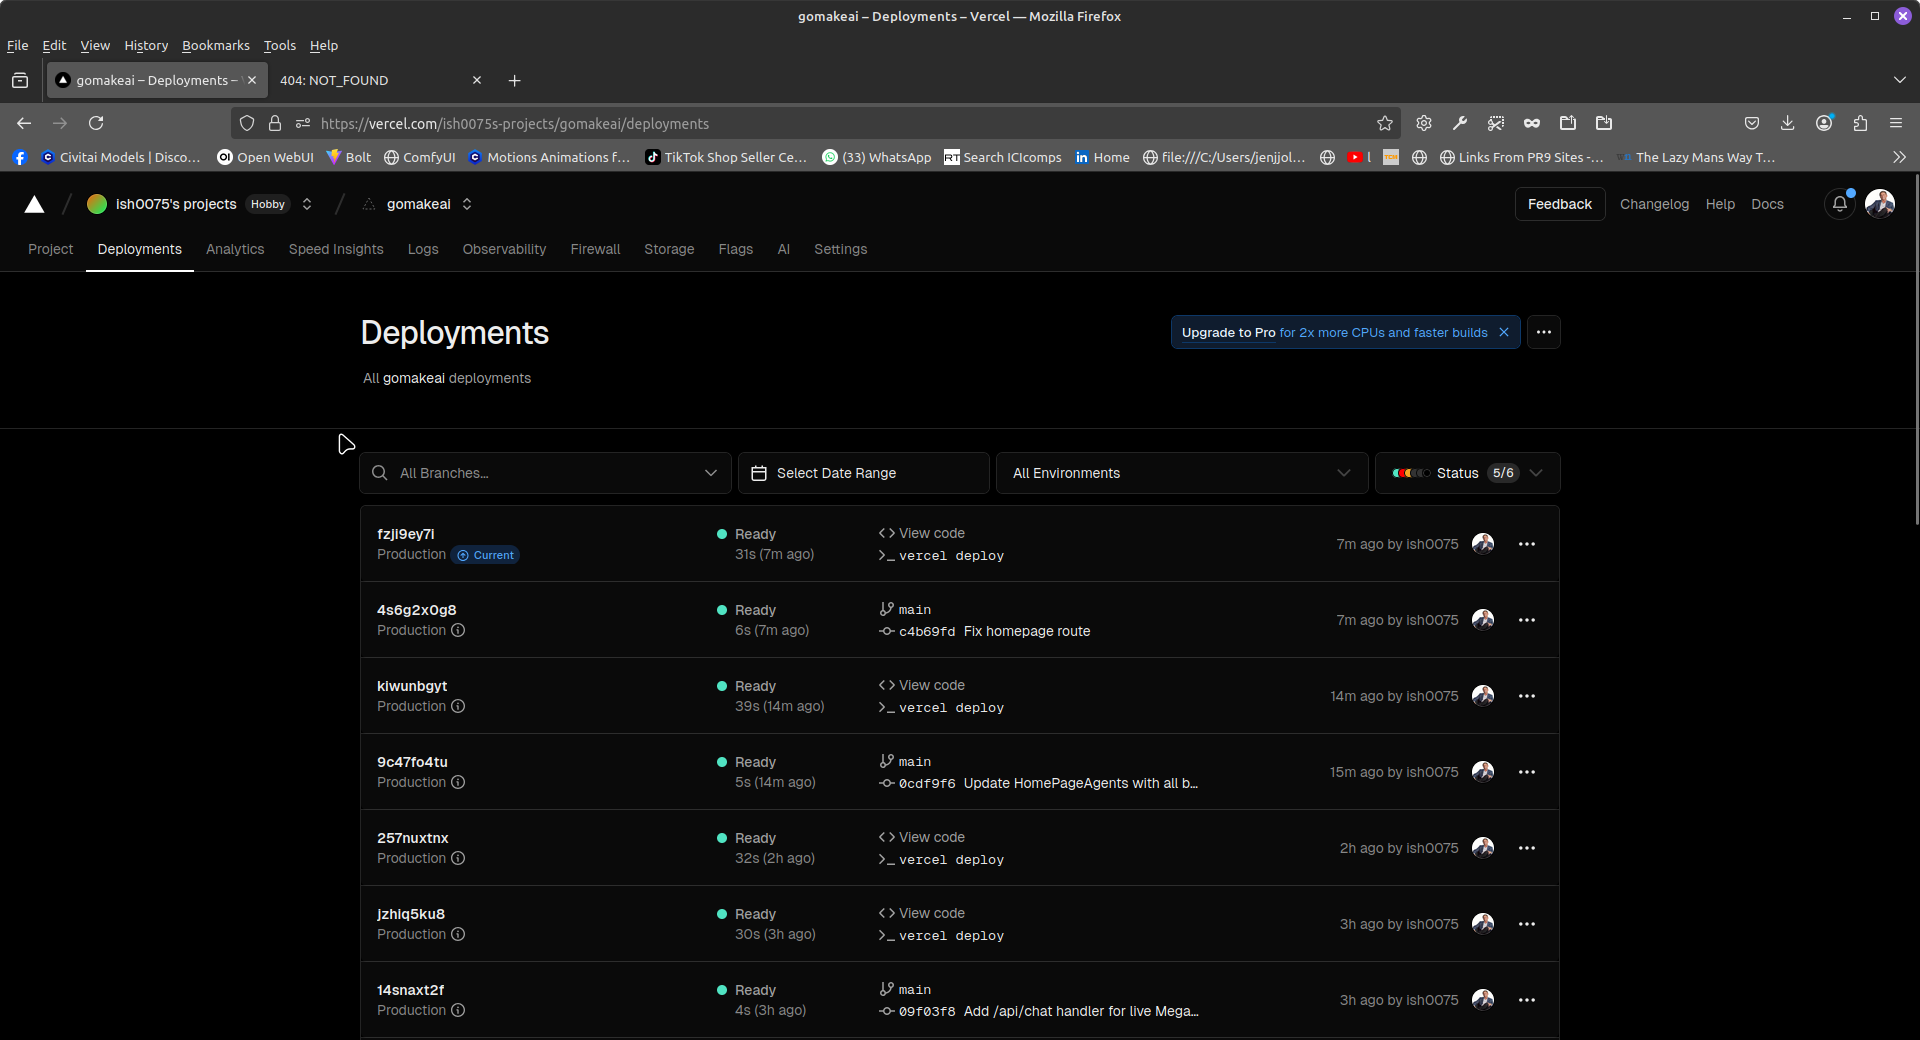 gomakeai – Deployments – Vercel — Mozilla Firefox
File Edit View History Bookmarks Tools Help
gomakeai – Deployments –
404: NOT_FOUND
https://vercel.com/ish0075s-projects/gomakeai/deployments
Civitai Models | Disco…
OI Open WebUI
Bolt
ComfyUI
Motions Animations f…
TikTok Shop Seller Ce…
(33) WhatsApp
RT Search ICIcomps
in Home
file:///C:/Users/jenjjol…
l
Links From PR9 Sites -…
The Lazy Mans Way T…
ish0075's projects Hobby
gomakeai
Feedback Changelog Help Docs
Project Deployments Analytics Speed Insights Logs Observability Firewall Storage Flags AI Settings
Deployments
Upgrade to Pro for 2x more CPUs and faster builds
All gomakeai deployments
All Branches…
Select Date Range
All Environments
Status 5/6
fzji9ey7i Ready View code
Production Current 31s (7m ago) vercel deploy
7m ago by ish0075
4s6g2x0g8 Ready main
Production 6s (7m ago) c4b69fd Fix homepage route
7m ago by ish0075
kiwunbgyt Ready View code
Production 39s (14m ago) vercel deploy
14m ago by ish0075
9c47fo4tu Ready main
Production 5s (14m ago) 0cdf9f6 Update HomePageAgents with all b…
15m ago by ish0075
257nuxtnx Ready View code
Production 32s (2h ago) vercel deploy
2h ago by ish0075
jzhiq5ku8 Ready View code
Production 30s (3h ago) vercel deploy
3h ago by ish0075
14snaxt2f Ready main
Production 4s (3h ago) 09f03f8 Add /api/chat handler for live Mega…
3h ago by ish0075